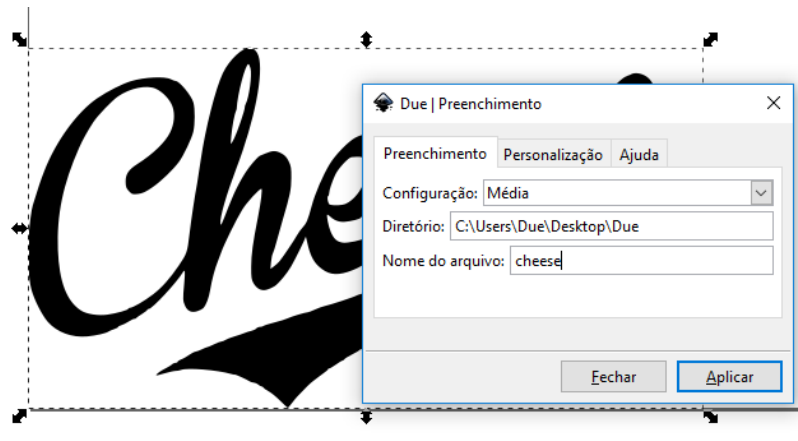 Che
Due | Preenchimento
Preenchimento Personalização Ajuda
Configuração: Média
Diretório: C:\Users\Due\Desktop\Due
Nome do arquivo: cheese
Fechar Aplicar